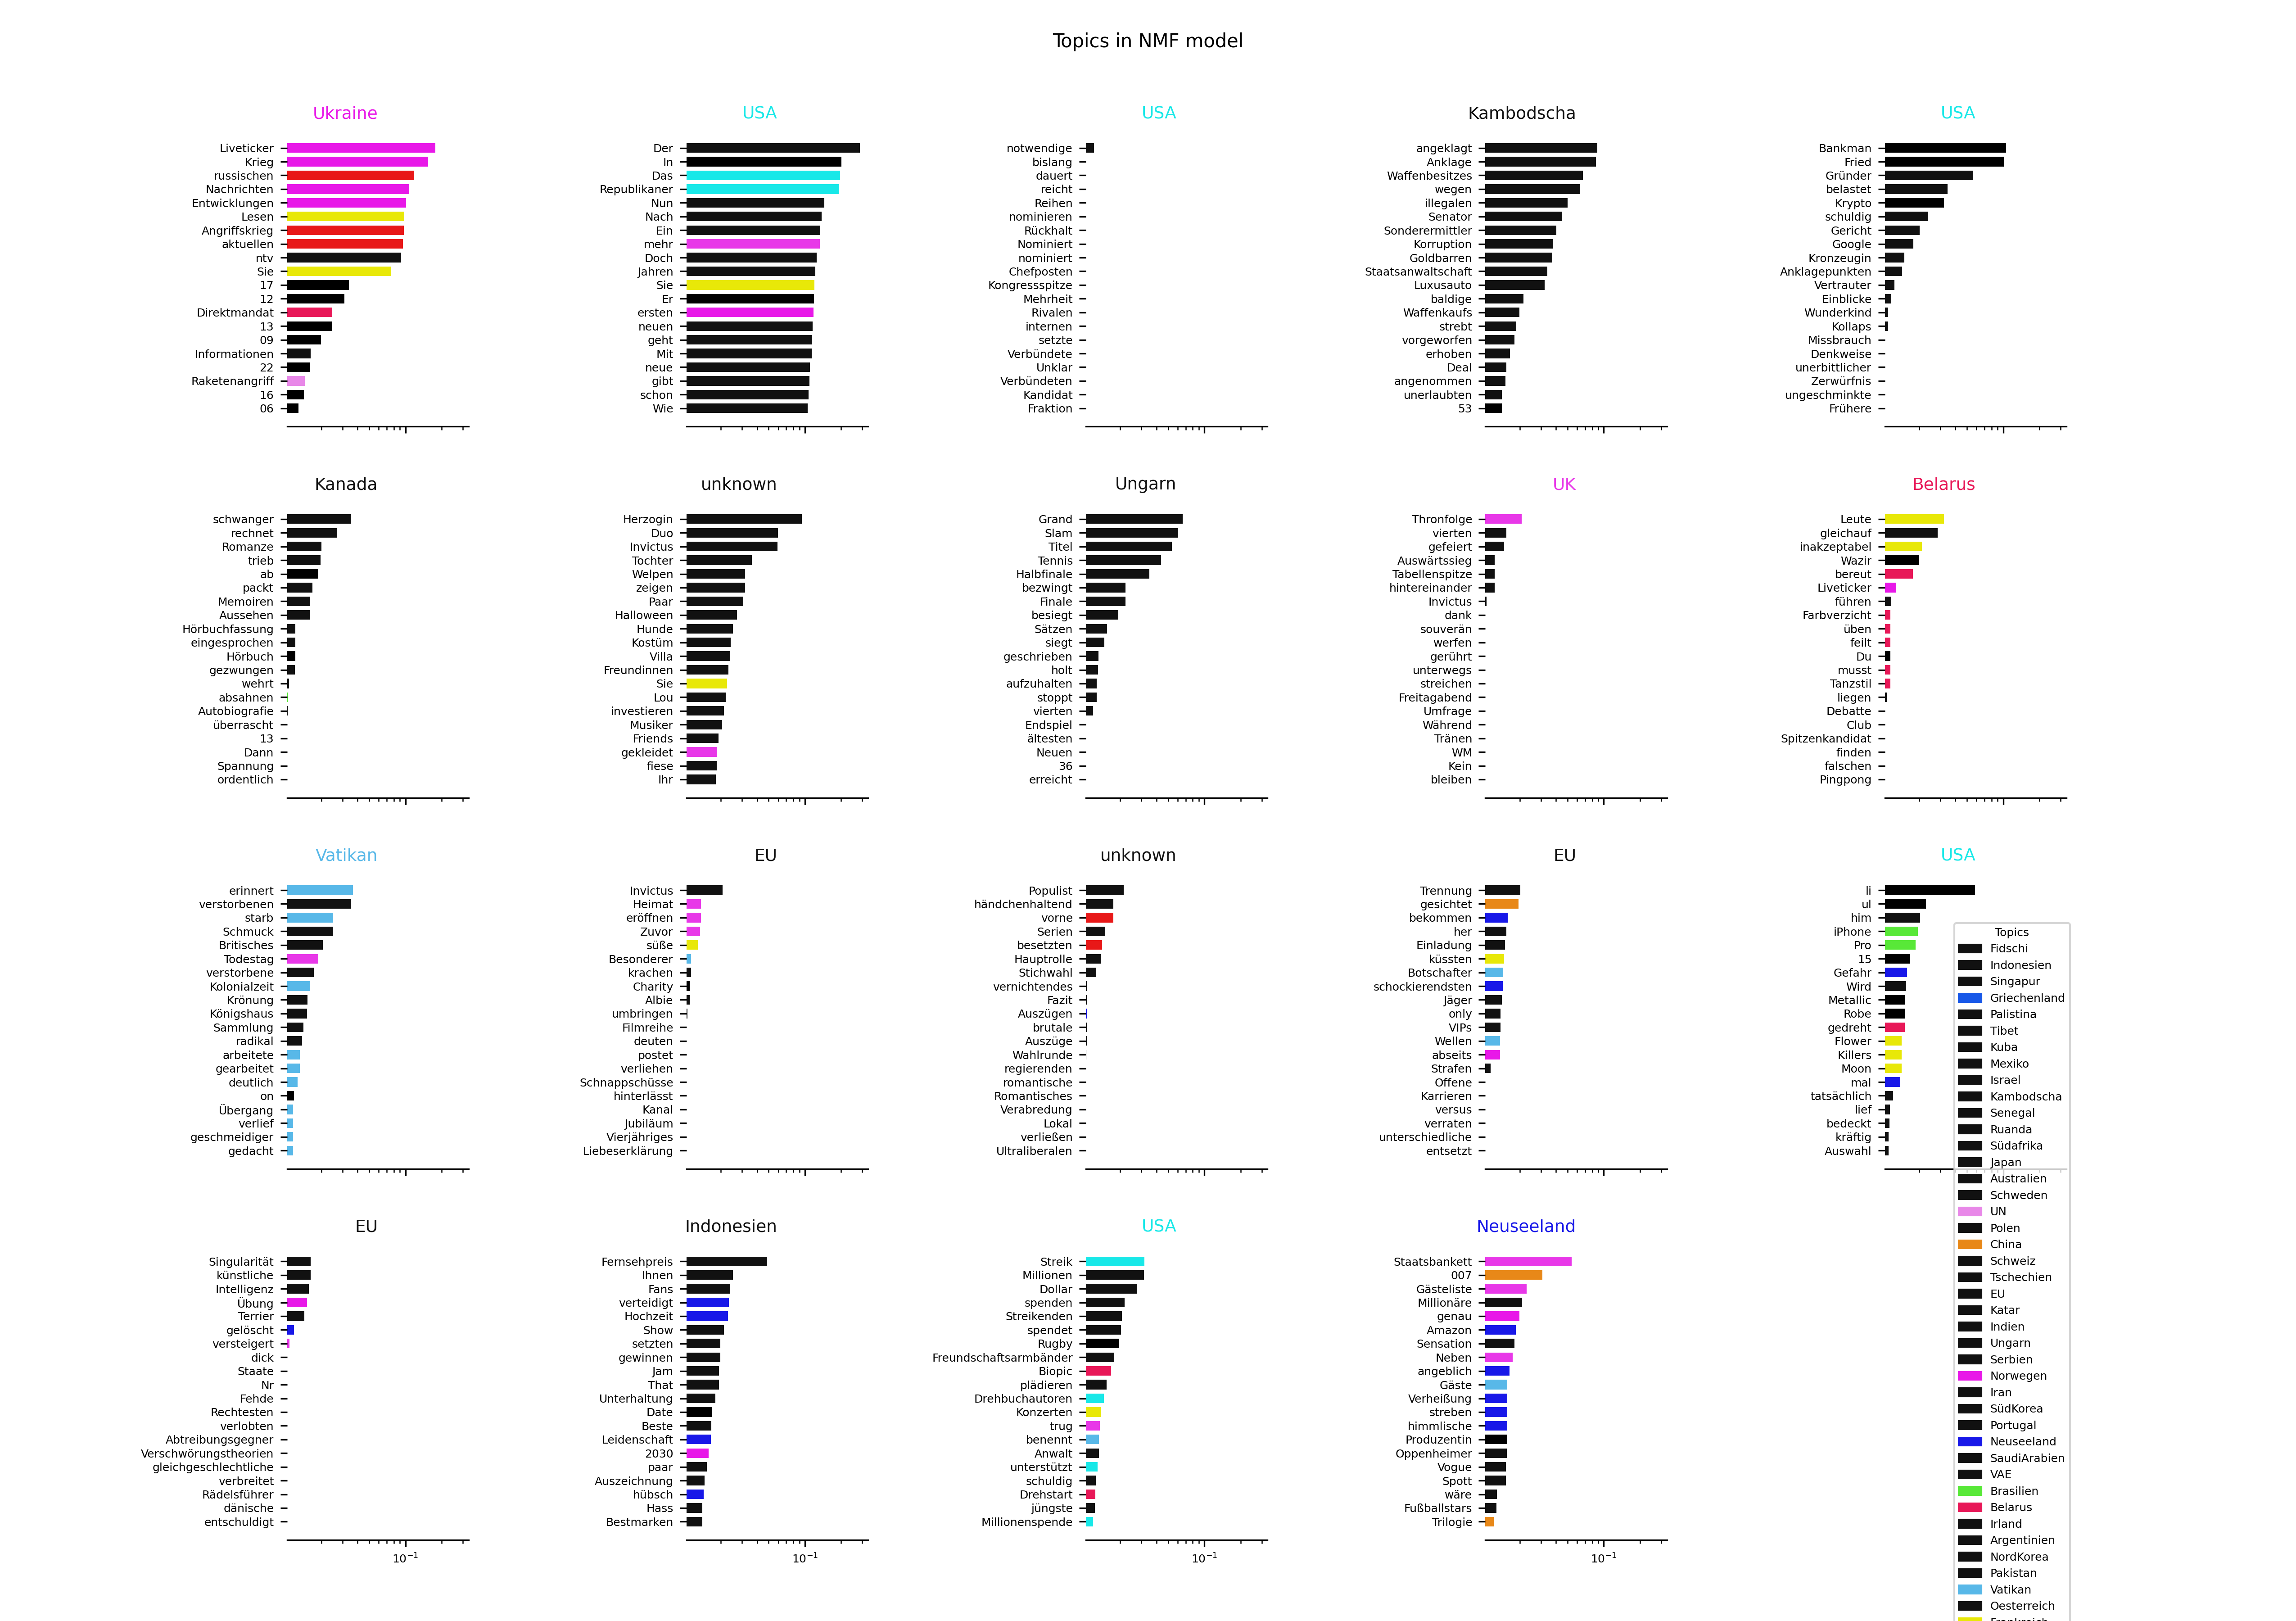 Topics in NMF model
Ukraine
Liveticker
Krieg
russischen
Nachrichten
Entwicklungen
Lesen
Angriffskrieg
aktuellen
ntv
Sie
17
12
Direktmandat
13
09
Informationen
22
Raketenangriff
16
06
USA
Der
In
Das
Republikaner
Nun
Nach
Ein
mehr
Doch
Jahren
Sie
Er
ersten
neuen
geht
Mit
neue
gibt
schon
Wie
USA
notwendige
bislang
dauert
reicht
Reihen
nominieren
Rückhalt
Nominiert
nominiert
Chefposten
Kongressspitze
Mehrheit
Rivalen
internen
setzte
Verbündete
Unklar
Verbündeten
Kandidat
Fraktion
Kambodscha
angeklagt
Anklage
Waffenbesitzes
wegen
illegalen
Senator
Sonderermittler
Korruption
Goldbarren
Staatsanwaltschaft
Luxusauto
baldige
Waffenkaufs
strebt
vorgeworfen
erhoben
Deal
angenommen
unerlaubten
53
USA
Bankman
Fried
Gründer
belastet
Krypto
schuldig
Gericht
Google
Kronzeugin
Anklagepunkten
Vertrauter
Einblicke
Wunderkind
Kollaps
Missbrauch
Denkweise
unerbittlicher
Zerwürfnis
ungeschminkte
Frühere
Kanada
schwanger
rechnet
Romanze
trieb
ab
packt
Memoiren
Aussehen
Hörbuchfassung
eingesprochen
Hörbuch
gezwungen
wehrt
absahnen
Autobiografie
überrascht
13
Dann
Spannung
ordentlich
unknown
Herzogin
Duo
Invictus
Tochter
Welpen
zeigen
Paar
Halloween
Hunde
Kostüm
Villa
Freundinnen
Sie
Lou
investieren
Musiker
Friends
gekleidet
fiese
Ihr
Ungarn
Grand
Slam
Titel
Tennis
Halbfinale
bezwingt
Finale
besiegt
Sätzen
siegt
geschrieben
holt
aufzuhalten
stoppt
vierten
Endspiel
ältesten
Neuen
36
erreicht
UK
Thronfolge
vierten
gefeiert
Auswärtssieg
Tabellenspitze
hintereinander
Invictus
dank
souverän
werfen
gerührt
unterwegs
streichen
Freitagabend
Umfrage
Während
Tränen
WM
Kein
bleiben
Belarus
Leute
gleichauf
inakzeptabel
Wazir
bereut
Liveticker
führen
Farbverzicht
üben
feilt
Du
musst
Tanzstil
liegen
Debatte
Club
Spitzenkandidat
finden
falschen
Pingpong
Vatikan
erinnert
verstorbenen
starb
Schmuck
Britisches
Todestag
verstorbene
Kolonialzeit
Krönung
Königshaus
Sammlung
radikal
arbeitete
gearbeitet
deutlich
on
Übergang
verlief
geschmeidiger
gedacht
EU
Invictus
Heimat
eröffnen
Zuvor
süße
Besonderer
krachen
Charity
Albie
umbringen
Filmreihe
deuten
postet
verliehen
Schnappschüsse
hinterlässt
Kanal
Jubiläum
Vierjähriges
Liebeserklärung
unknown
Populist
händchenhaltend
vorne
Serien
besetzten
Hauptrolle
Stichwahl
vernichtendes
Fazit
Auszügen
brutale
Auszüge
Wahlrunde
regierenden
romantische
Romantisches
Verabredung
Lokal
verließen
Ultraliberalen
EU
Trennung
gesichtet
bekommen
her
Einladung
küssten
Botschafter
schockierendsten
Jäger
only
VIPs
Wellen
abseits
Strafen
Offene
Karrieren
versus
verraten
unterschiedliche
entsetzt
USA
li
ul
him
iPhone
Pro
15
Gefahr
Wird
Metallic
Robe
gedreht
Flower
Killers
Moon
mal
tatsächlich
lief
bedeckt
kräftig
Auswahl
EU
Singularität
künstliche
Intelligenz
Übung
Terrier
gelöscht
versteigert
dick
Staate
Nr
Fehde
Rechtesten
verlobten
Abtreibungsgegner
Verschwörungstheorien
gleichgeschlechtliche
verbreitet
Rädelsführer
dänische
entschuldigt
10⁻¹
Indonesien
Fernsehpreis
Ihnen
Fans
verteidigt
Hochzeit
Show
setzten
gewinnen
Jam
That
Unterhaltung
Date
Beste
Leidenschaft
2030
paar
Auszeichnung
hübsch
Hass
Bestmarken
10⁻¹
USA
Streik
Millionen
Dollar
spenden
Streikenden
spendet
Rugby
Freundschaftsarmbänder
Biopic
plädieren
Drehbuchautoren
Konzerten
trug
benennt
Anwalt
unterstützt
schuldig
Drehstart
jüngste
Millionenspende
10⁻¹
Neuseeland
Staatsbankett
007
Gästeliste
Millionäre
genau
Amazon
Sensation
Neben
angeblich
Gäste
Verheißung
streben
himmlische
Produzentin
Oppenheimer
Vogue
Spott
wäre
Fußballstars
Trilogie
10⁻¹
Topics
Fidschi
Indonesien
Singapur
Griechenland
Palistina
Tibet
Kuba
Mexiko
Israel
Kambodscha
Senegal
Ruanda
Südafrika
Japan
Australien
Schweden
UN
Polen
China
Schweiz
Tschechien
EU
Katar
Indien
Ungarn
Serbien
Norwegen
Iran
SüdKorea
Portugal
Neuseeland
SaudiArabien
VAE
Brasilien
Belarus
Irland
Argentinien
NordKorea
Pakistan
Vatikan
Oesterreich